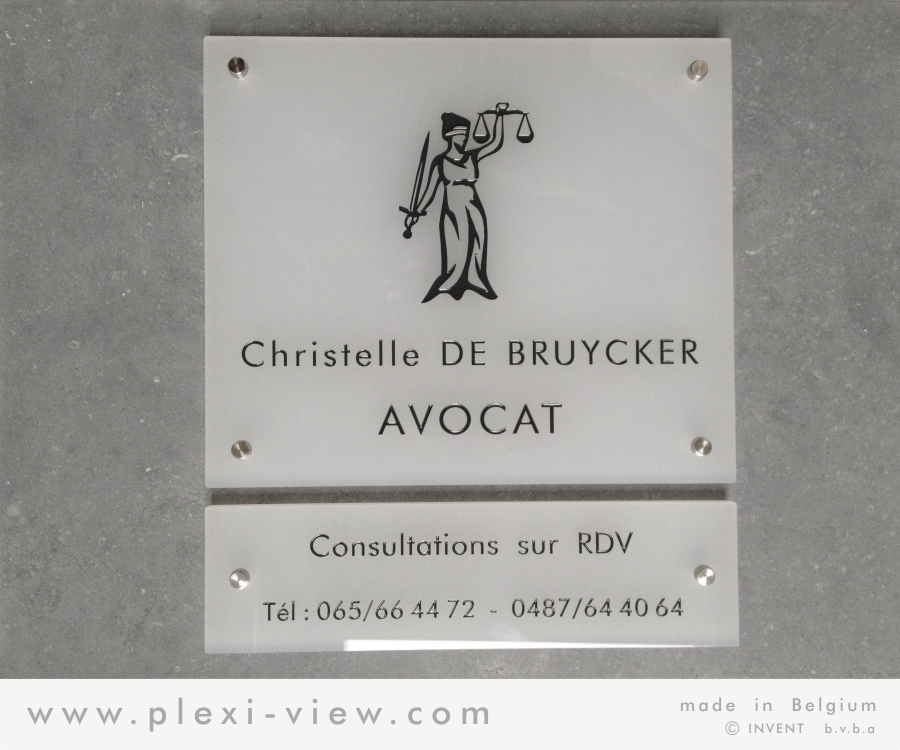 Christelle DE BRUYCKER
AVOCAT
Consultations sur RDV
Tél : 065/66 44 72 - 0487/64 40 64
www.plexi-view.com
made in Belgium
© INVENT b.v.b.a